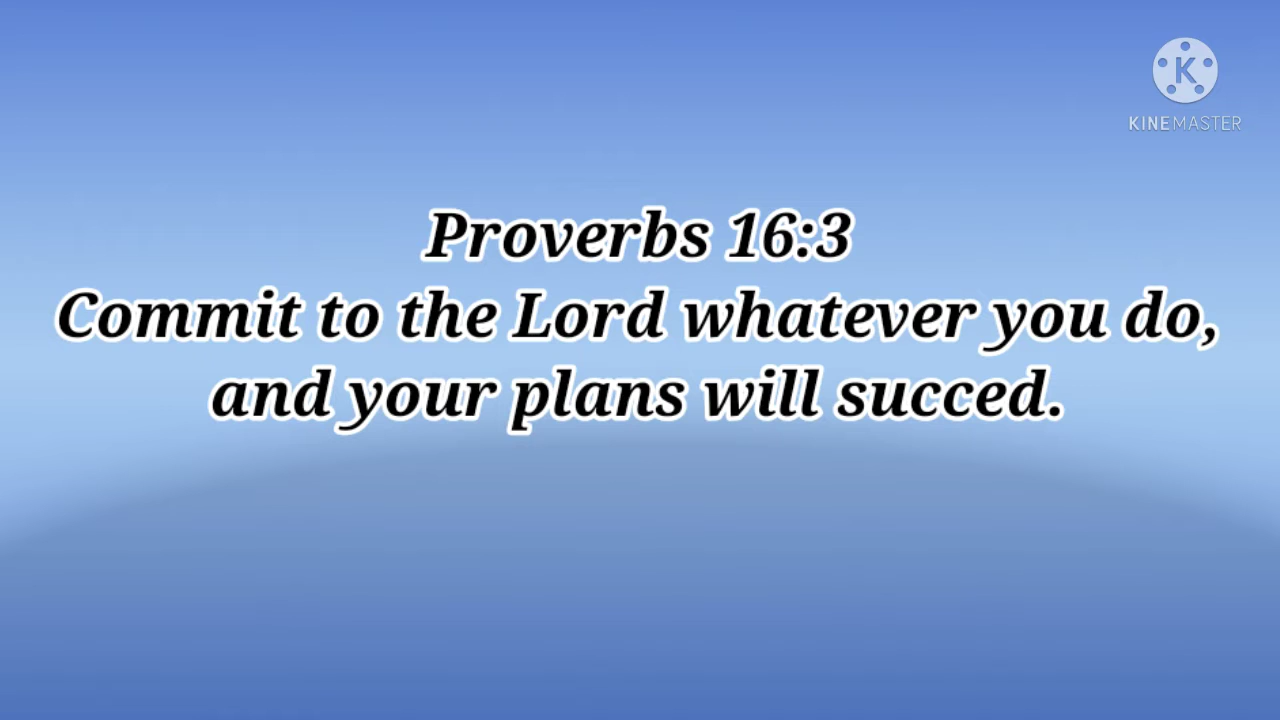 K
KINEMASTER
Proverbs 16:3
Commit to the Lord whatever you do,
and your plans will succed.